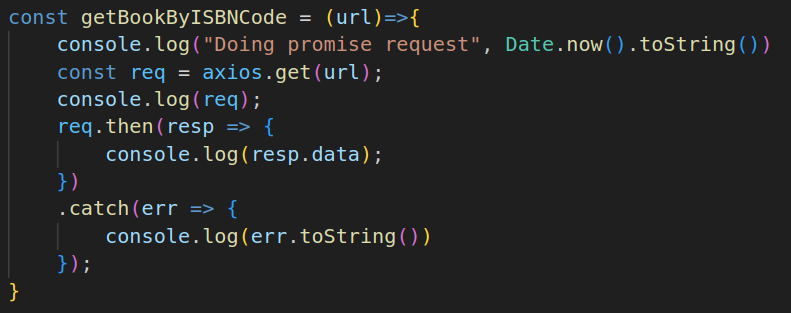 const getBookByISBNCode = (url)=>{
    console.log("Doing promise request", Date.now().toString())
    const req = axios.get(url);
    console.log(req);
    req.then(resp => {
        console.log(resp.data);
    })
    .catch(err => {
        console.log(err.toString())
    });
}